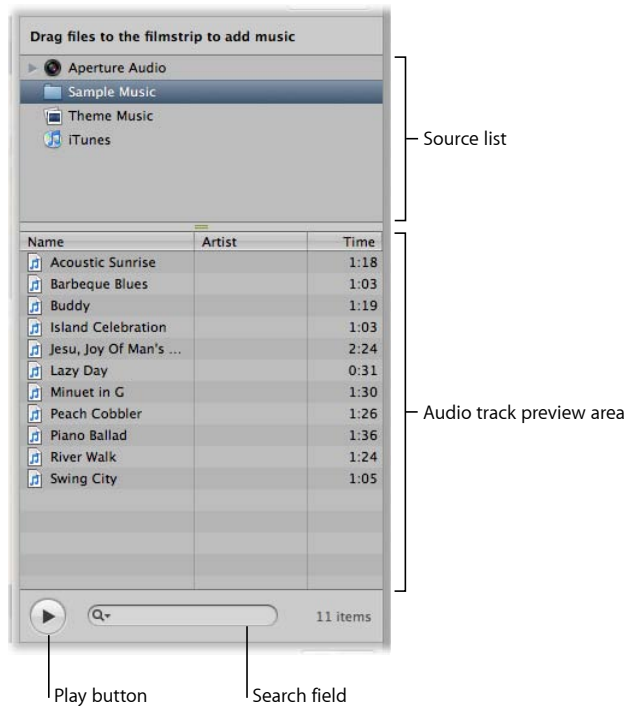 Drag files to the filmstrip to add music
Aperture Audio
Sample Music
Theme Music
iTunes
Source list
Name Artist Time
Acoustic Sunrise 1:18
Barbeque Blues 1:03
Buddy 1:19
Island Celebration 1:03
Jesu, Joy Of Man's ... 2:24
Lazy Day 0:31
Minuet in G 1:30
Peach Cobbler 1:26
Piano Ballad 1:36
River Walk 1:24
Swing City 1:05
Audio track preview area
11 items
Play button
Search field